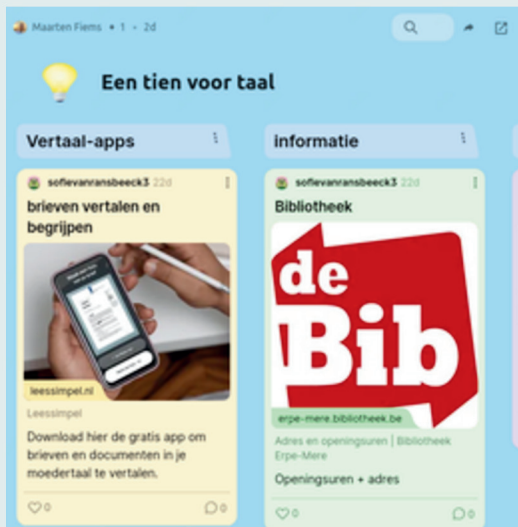 Maarten Fiems • 1 • 2d
Een tien voor taal
Vertaal-apps
sofievanransbeeck3 22d
brieven vertalen en
begrijpen
leessimpel.nl
Leessimpel
Download hier de gratis app om
brieven en documenten in je
moedertaal te vertalen.
0
0
informatie
sofievanransbeeck3 22d
Bibliotheek
de
Bib
erpe-mere.bibliotheek.be
Adres en openingsuren | Bibliotheek
Erpe-Mere
Openingsuren + adres
0
0